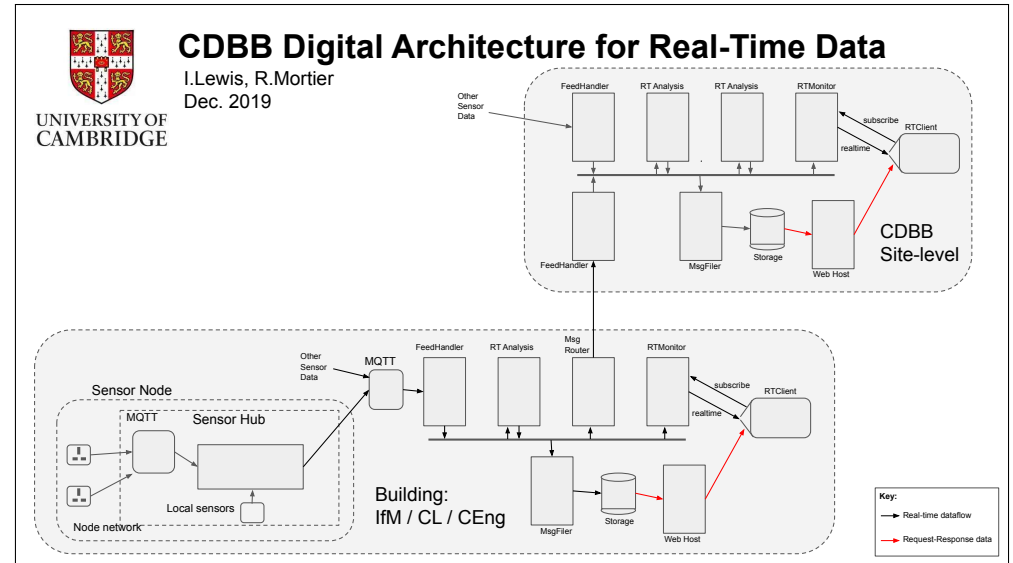 CDBB Digital Architecture for Real-Time Data
I.Lewis, R.Mortier
Dec. 2019
UNIVERSITY OF
CAMBRIDGE
FeedHandler
RT Analysis
RT Analysis
RTMonitor
Other
Sensor
Data
subscribe
RTClient
realtime
FeedHandler
MsgFiler
Storage
Web Host
CDBB
Site-level
Msg
Router
FeedHandler
RT Analysis
RTMonitor
Other
Sensor
Data
MQTT
subscribe
RTClient
realtime
Sensor Node
MQTT
Sensor Hub
Local sensors
Node network
Building:
IfM / CL / CEng
MsgFiler
Storage
Web Host
Key:
Real-time dataflow
Request-Response data